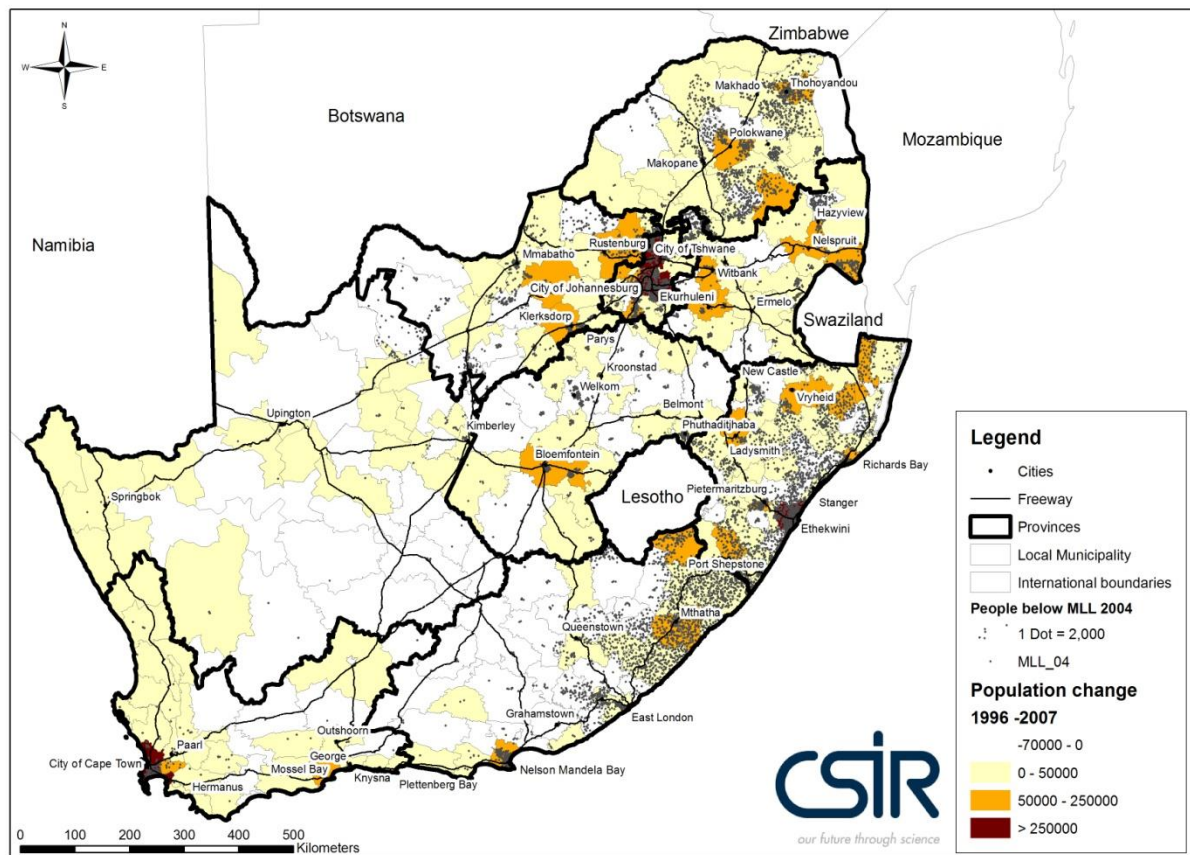 N
W
E
S
Zimbabwe
Botswana
Mozambique
Namibia
Makhado
Thohoyandou
Polokwane
Makopane
Hazyview
Rustenburg
City of Tshwane
Nelspruit
Mmabatho
Witbank
City of Johannesburg
Ekurhuleni
Ermelo
Klerksdorp
Swaziland
Parys
Kroonstad
New Castle
Welkom
Vryheid
Belmont
Upington
Kimberley
Phuthaditjhaba
Bloemfontein
Ladysmith
Richards Bay
Springbok
Lesotho
Pietermaritzburg
Stanger
Ethekwini
Port Shepstone
Mthatha
Queenstown
Grahamstown
East London
Outshoorn
Paarl
George
City of Cape Town
Mossel Bay
Nelson Mandela Bay
Knysna
Hermanus
Plettenberg Bay
0 100 200 300 400 500
Kilometers
CSIR
our future through science
Legend
Cities
Freeway
Provinces
Local Municipality
International boundaries
People below MLL 2004
1 Dot = 2,000
MLL_04
Population change
1996 -2007
-70000 - 0
0 - 50000
50000 - 250000
> 250000